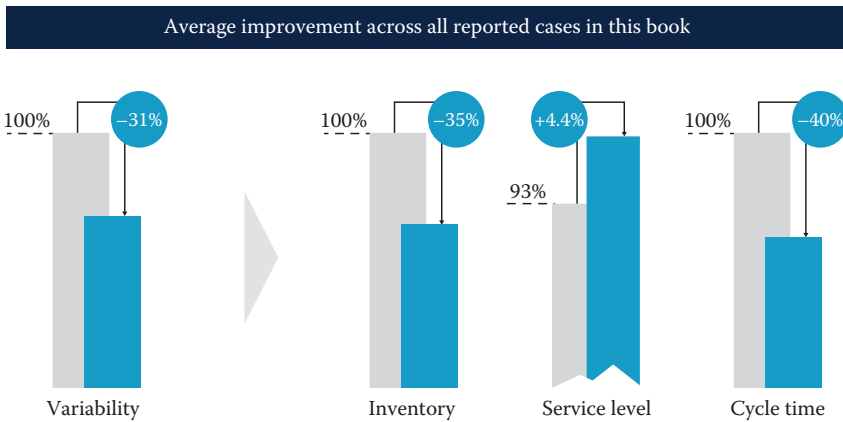 Average improvement across all reported cases in this book
100%
–31%
100%
–35%
+4.4%
93%
100%
–40%
Variability
Inventory
Service level
Cycle time